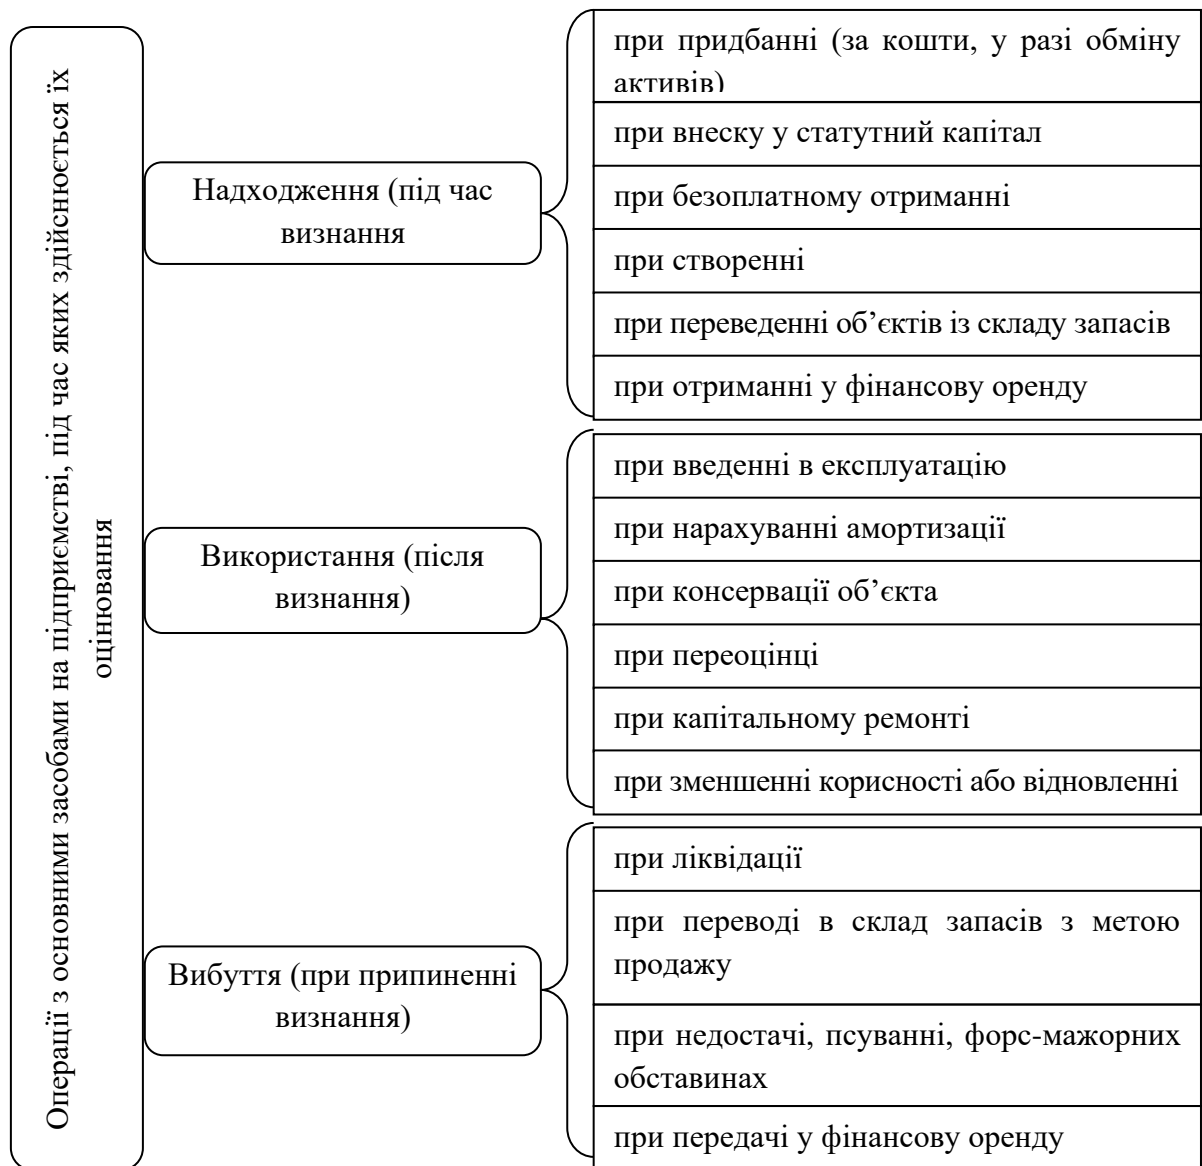 Операції з основними засобами на підприємстві, під час яких здійснюється їх
оцінювання
Надходження (під час
визнання
при придбанні (за кошти, у разі обміну
активів)
при внеску у статутний капітал
при безоплатному отриманні
при створенні
при переведенні об’єктів із складу запасів
при отриманні у фінансову оренду
Використання (після
визнання)
при введенні в експлуатацію
при нарахуванні амортизації
при консервації об’єкта
при переоцінці
при капітальному ремонті
при зменшенні корисності або відновленні
Вибуття (при припиненні
визнання)
при ліквідації
при переводі в склад запасів з метою
продажу
при недостачі, псуванні, форс-мажорних
обставинах
при передачі у фінансову оренду